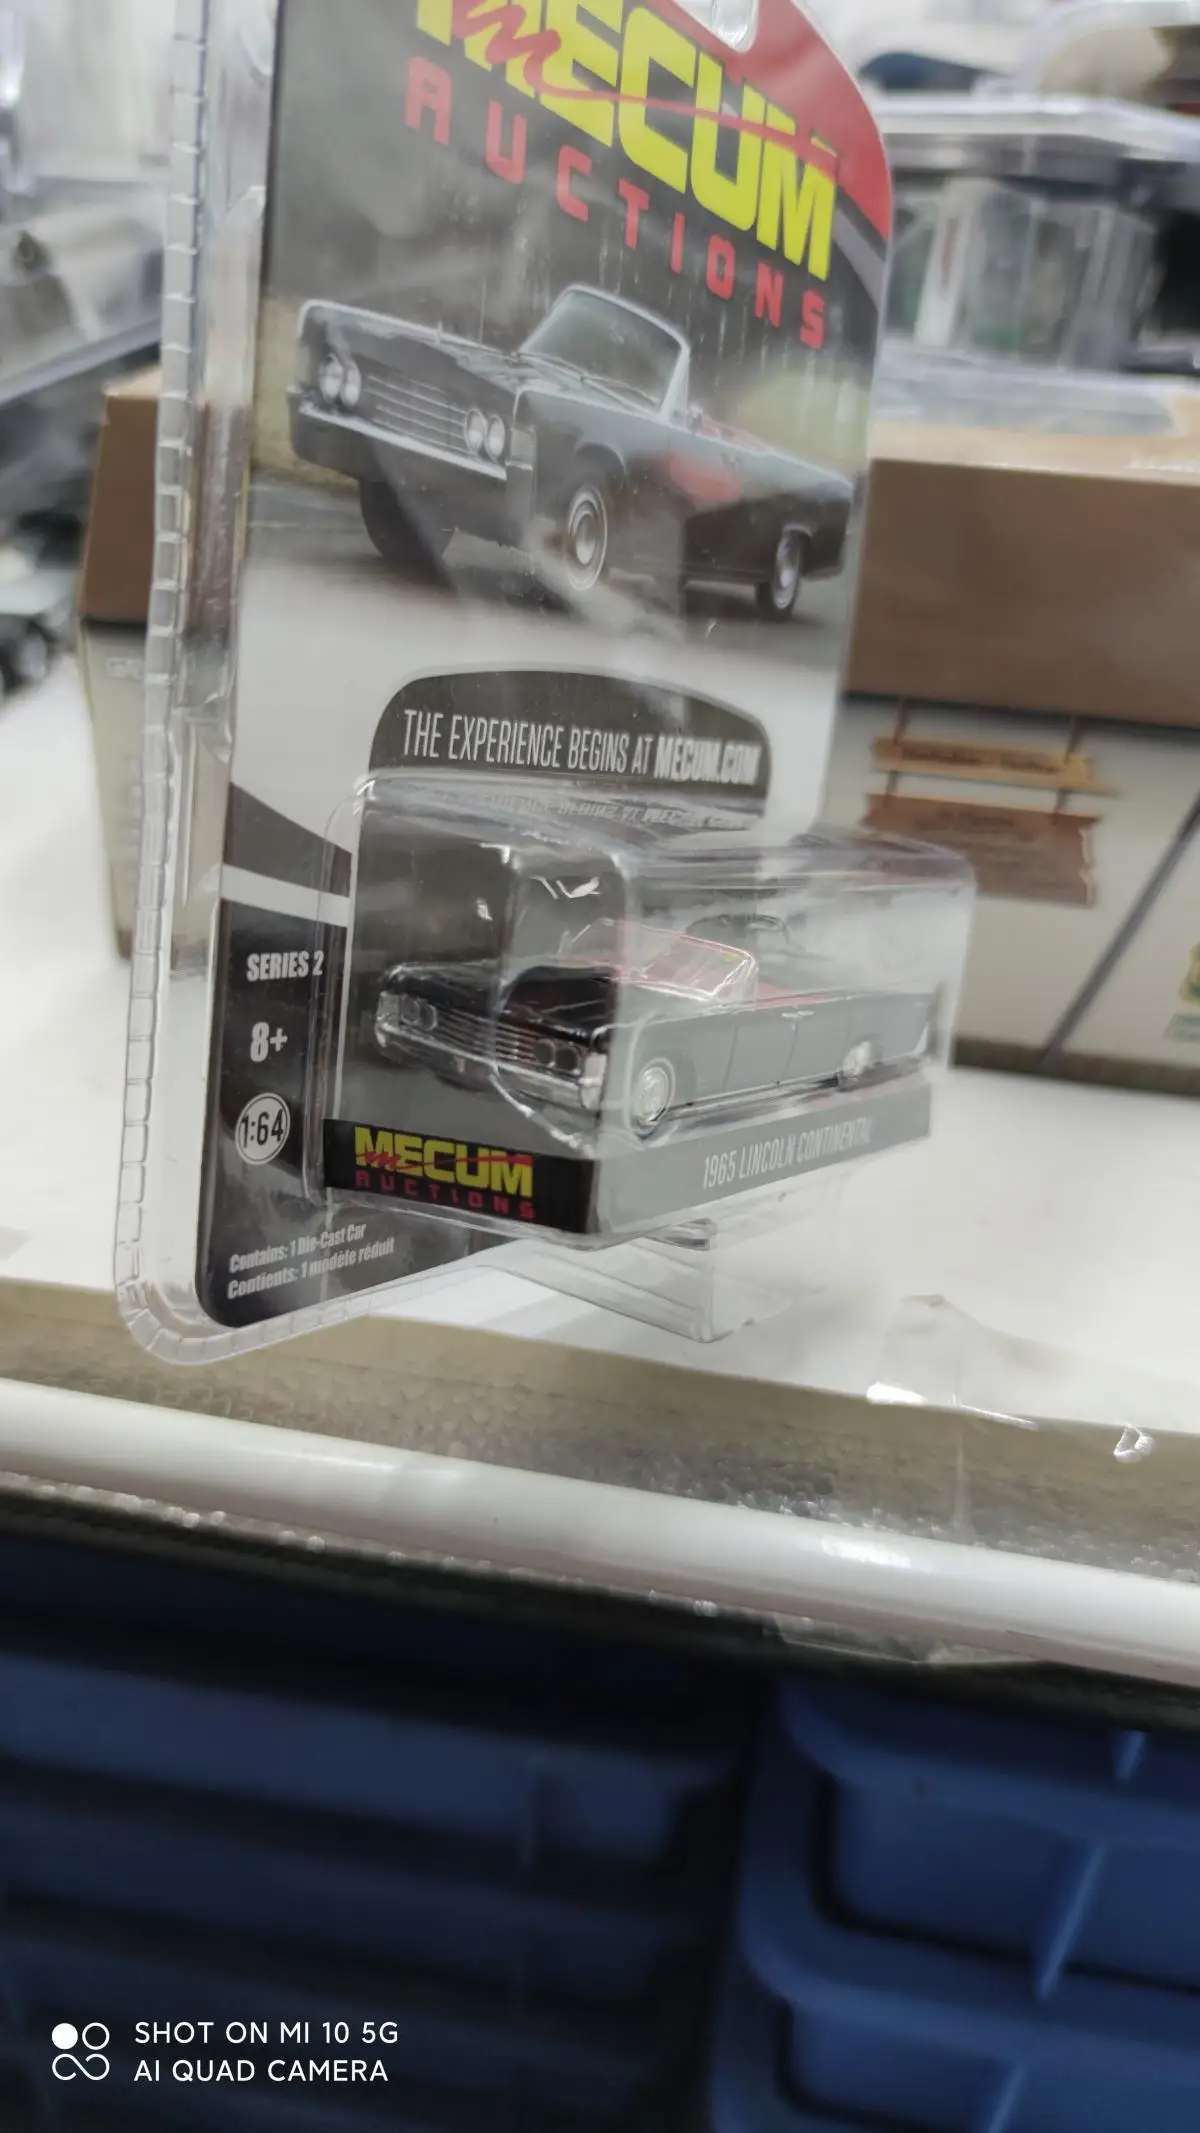 MECUM
AUCTIONS
THE EXPERIENCE BEGINS AT MECUM.COM
SERIES 2
8+
1:64
MECUM
AUCTIONS
1965 LINCOLN CONTINENTAL
Contains: 1 Die-Cast Car
Contient: 1 modèle réduit
SHOT ON MI 10 5G
AI QUAD CAMERA